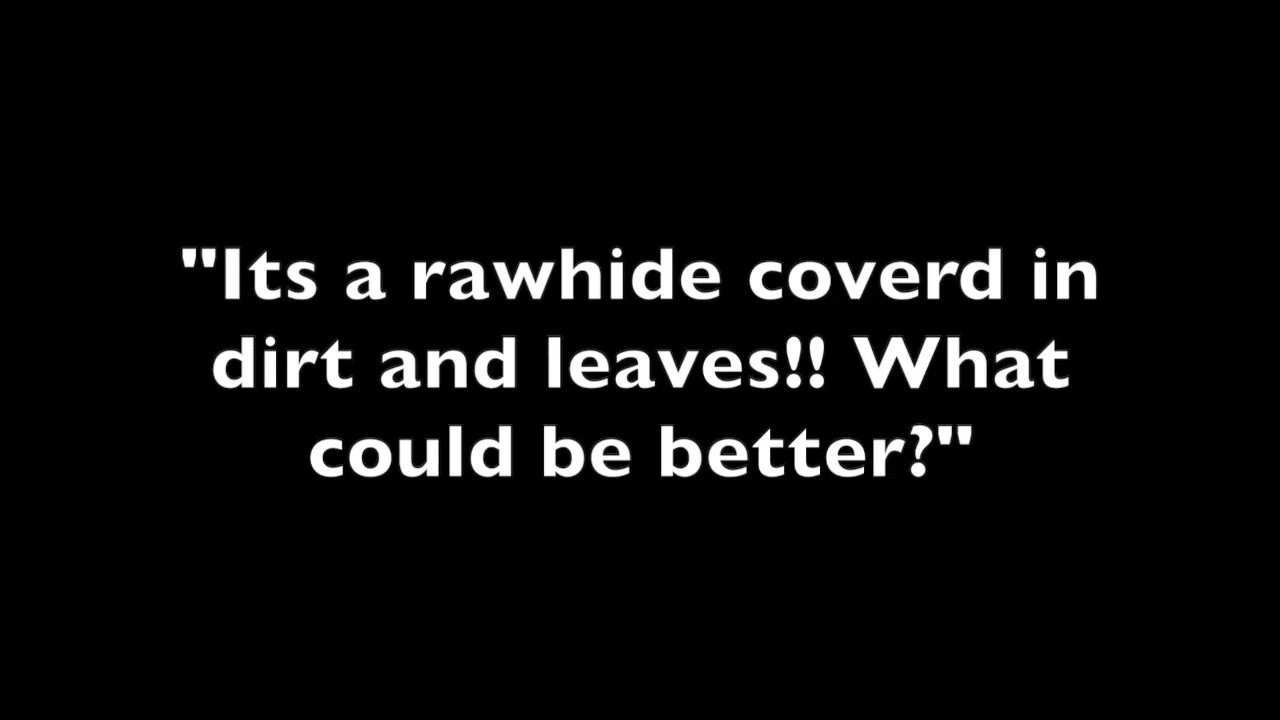 "Its a rawhide coverd in
dirt and leaves!! What
could be better?"